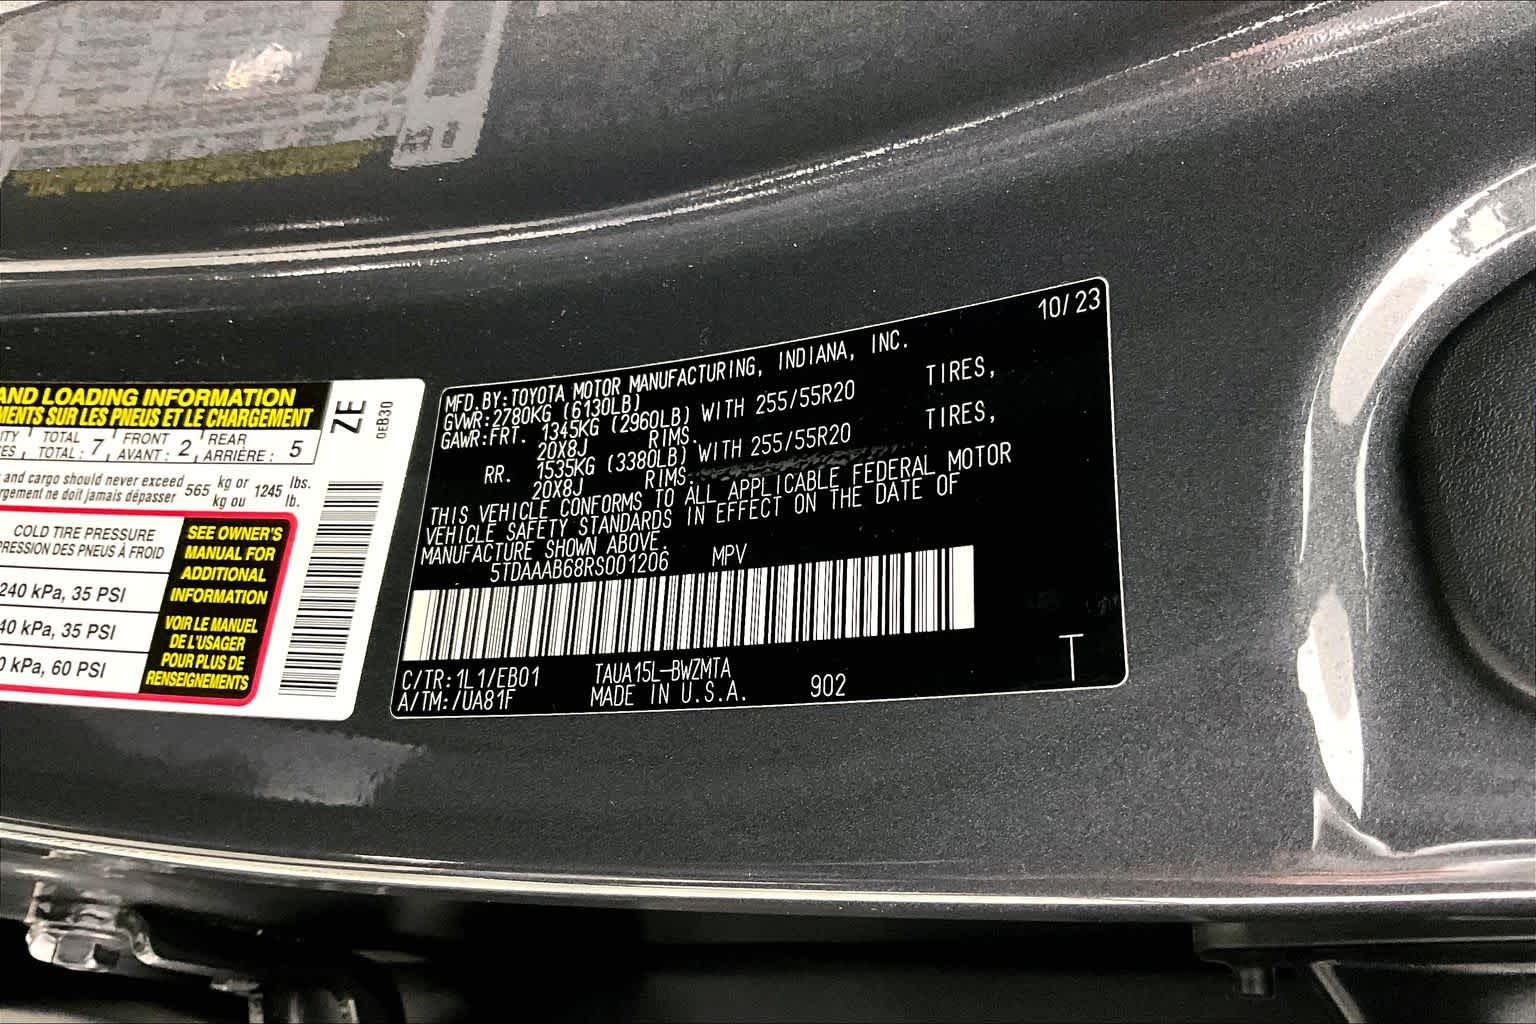 AND LOADING INFORMATION
MENTS SUR LES PNEUS ET LE CHARGEMENT
TOTAL FRONT REAR
TOTAL : 7 AVANT : 2 ARRIÈRE : 5
and cargo should never exceed 565 kg or 1245 lbs.
ne doit jamais dépasser kg ou lb.
COLD TIRE PRESSURE
PRESSION DES PNEUS À FROID
240 kPa, 35 PSI
40 kPa, 35 PSI
0 kPa, 60 PSI
SEE OWNER'S
MANUAL FOR
ADDITIONAL
INFORMATION
VOIR LE MANUEL
DE L'USAGER
POUR PLUS DE
RENSEIGNEMENTS
ZE
0EB30
10/23
MFD.BY:TOYOTA MOTOR MANUFACTURING, INDIANA, INC.
GVWR:2780KG (6130LB)
GAWR:FRT. 1345KG (2960LB) WITH 255/55R20 TIRES,
20X8J RIMS.
RR. 1535KG (3380LB) WITH 255/55R20 TIRES,
20X8J RIMS.
THIS VEHICLE CONFORMS TO ALL APPLICABLE FEDERAL MOTOR
VEHICLE SAFETY STANDARDS IN EFFECT ON THE DATE OF
MANUFACTURE SHOWN ABOVE.
5TDAAAB68RS001206 MPV
C/TR:1L1/EB01 TAUA15L-BWZMTA
A/TM:/UA81F MADE IN U.S.A. 902
T